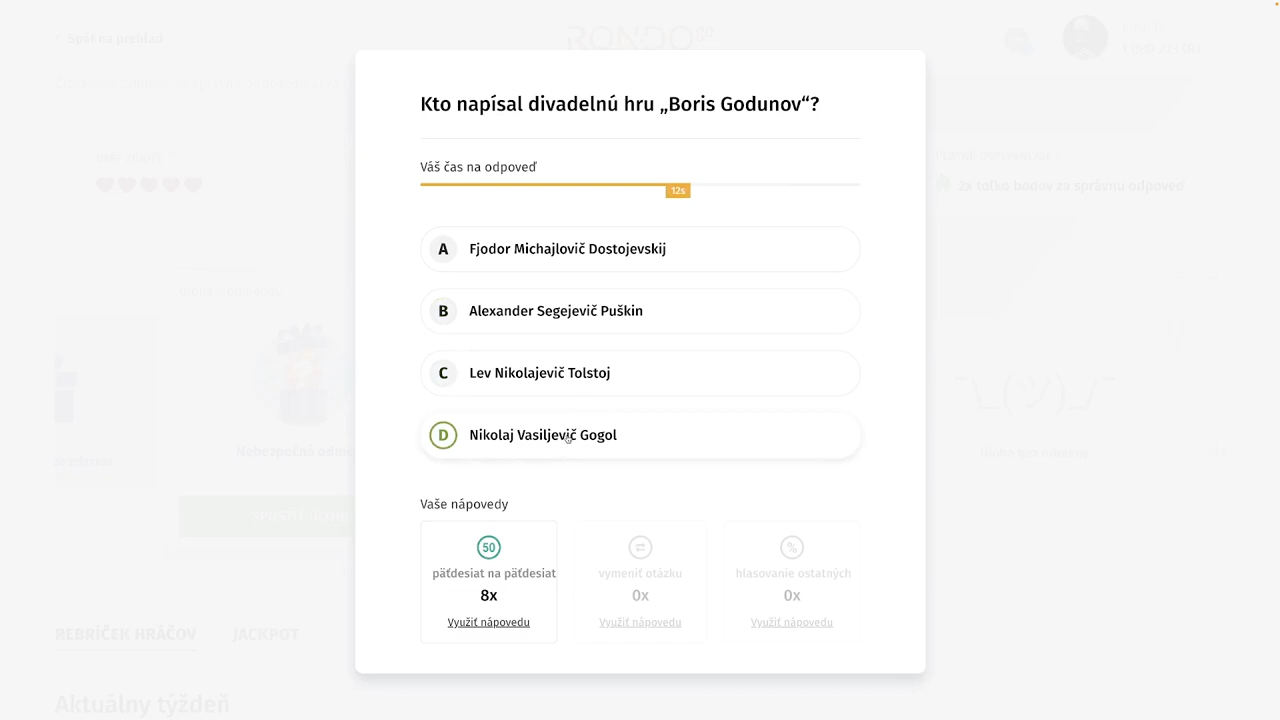 Späť na prehľad
RONDO
Kto napísal divadelnú hru „Boris Godunov“?
Váš čas na odpoveď
12s
2x toľko bodov za správnu odpoveď
A Fjodor Michajlovič Dostojevskij
B Alexander Segejevič Puškin
C Lev Nikolajevič Tolstoj
D Nikolaj Vasiljevič Gogol
Vaše nápovedy
50
päťdesiat na päťdesiat
8x
Využiť nápovedu
vymeniť otázku
0x
Využiť nápovedu
%
hlasovanie ostatných
0x
Využiť nápovedu
REBRÍČEK HRÁČOV
JACKPOT
Aktuálny týždeň